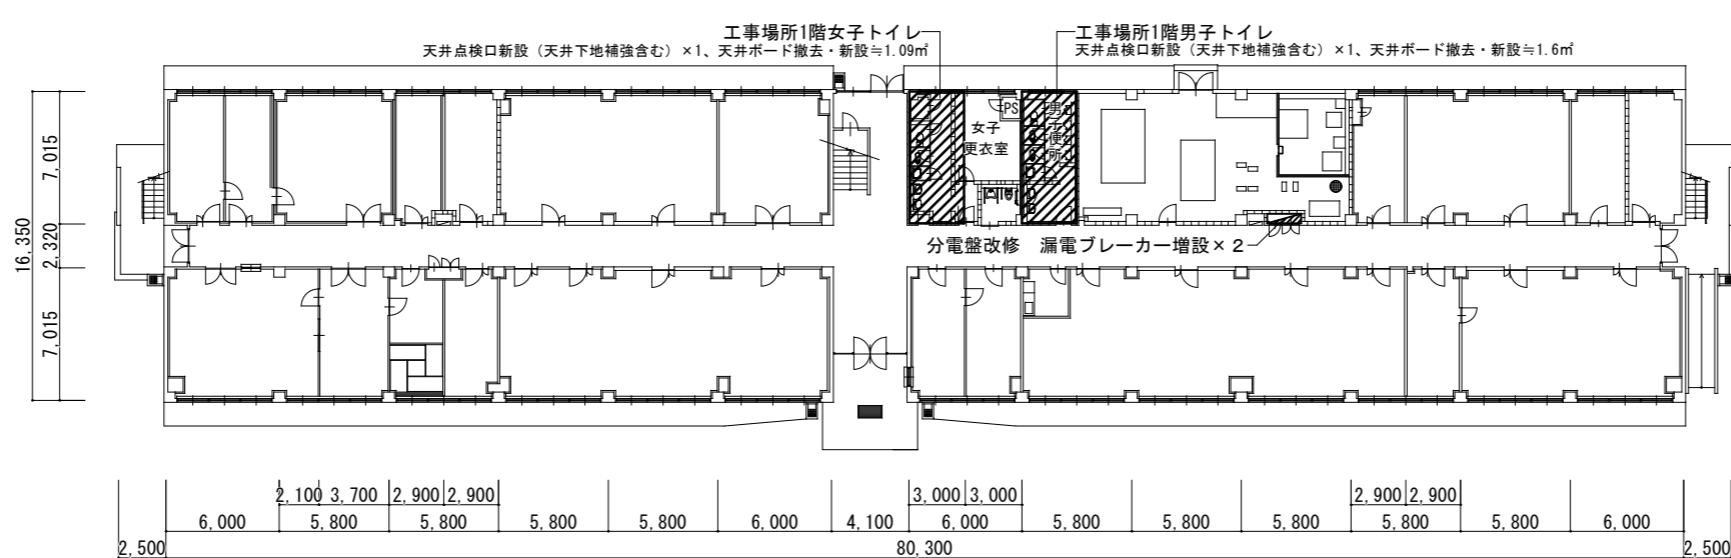 工事場所1階女子トイレ
天井点検口新設（天井下地補強含む）×1、天井ボード撤去・新設≒1.09㎡
工事場所1階男子トイレ
天井点検口新設（天井下地補強含む）×1、天井ボード撤去・新設≒1.6㎡
PS
女子
更衣室
男子便所
分電盤改修　漏電ブレーカー増設×2
16,350
7,015
2,320
7,015
2,100 3,700 2,900 2,900 3,000 3,000 2,900 2,900
6,000 5,800 5,800 5,800 5,800 6,000 4,100 6,000 5,800 5,800 5,800 5,800 5,800 6,000
2,500 80,300 2,500